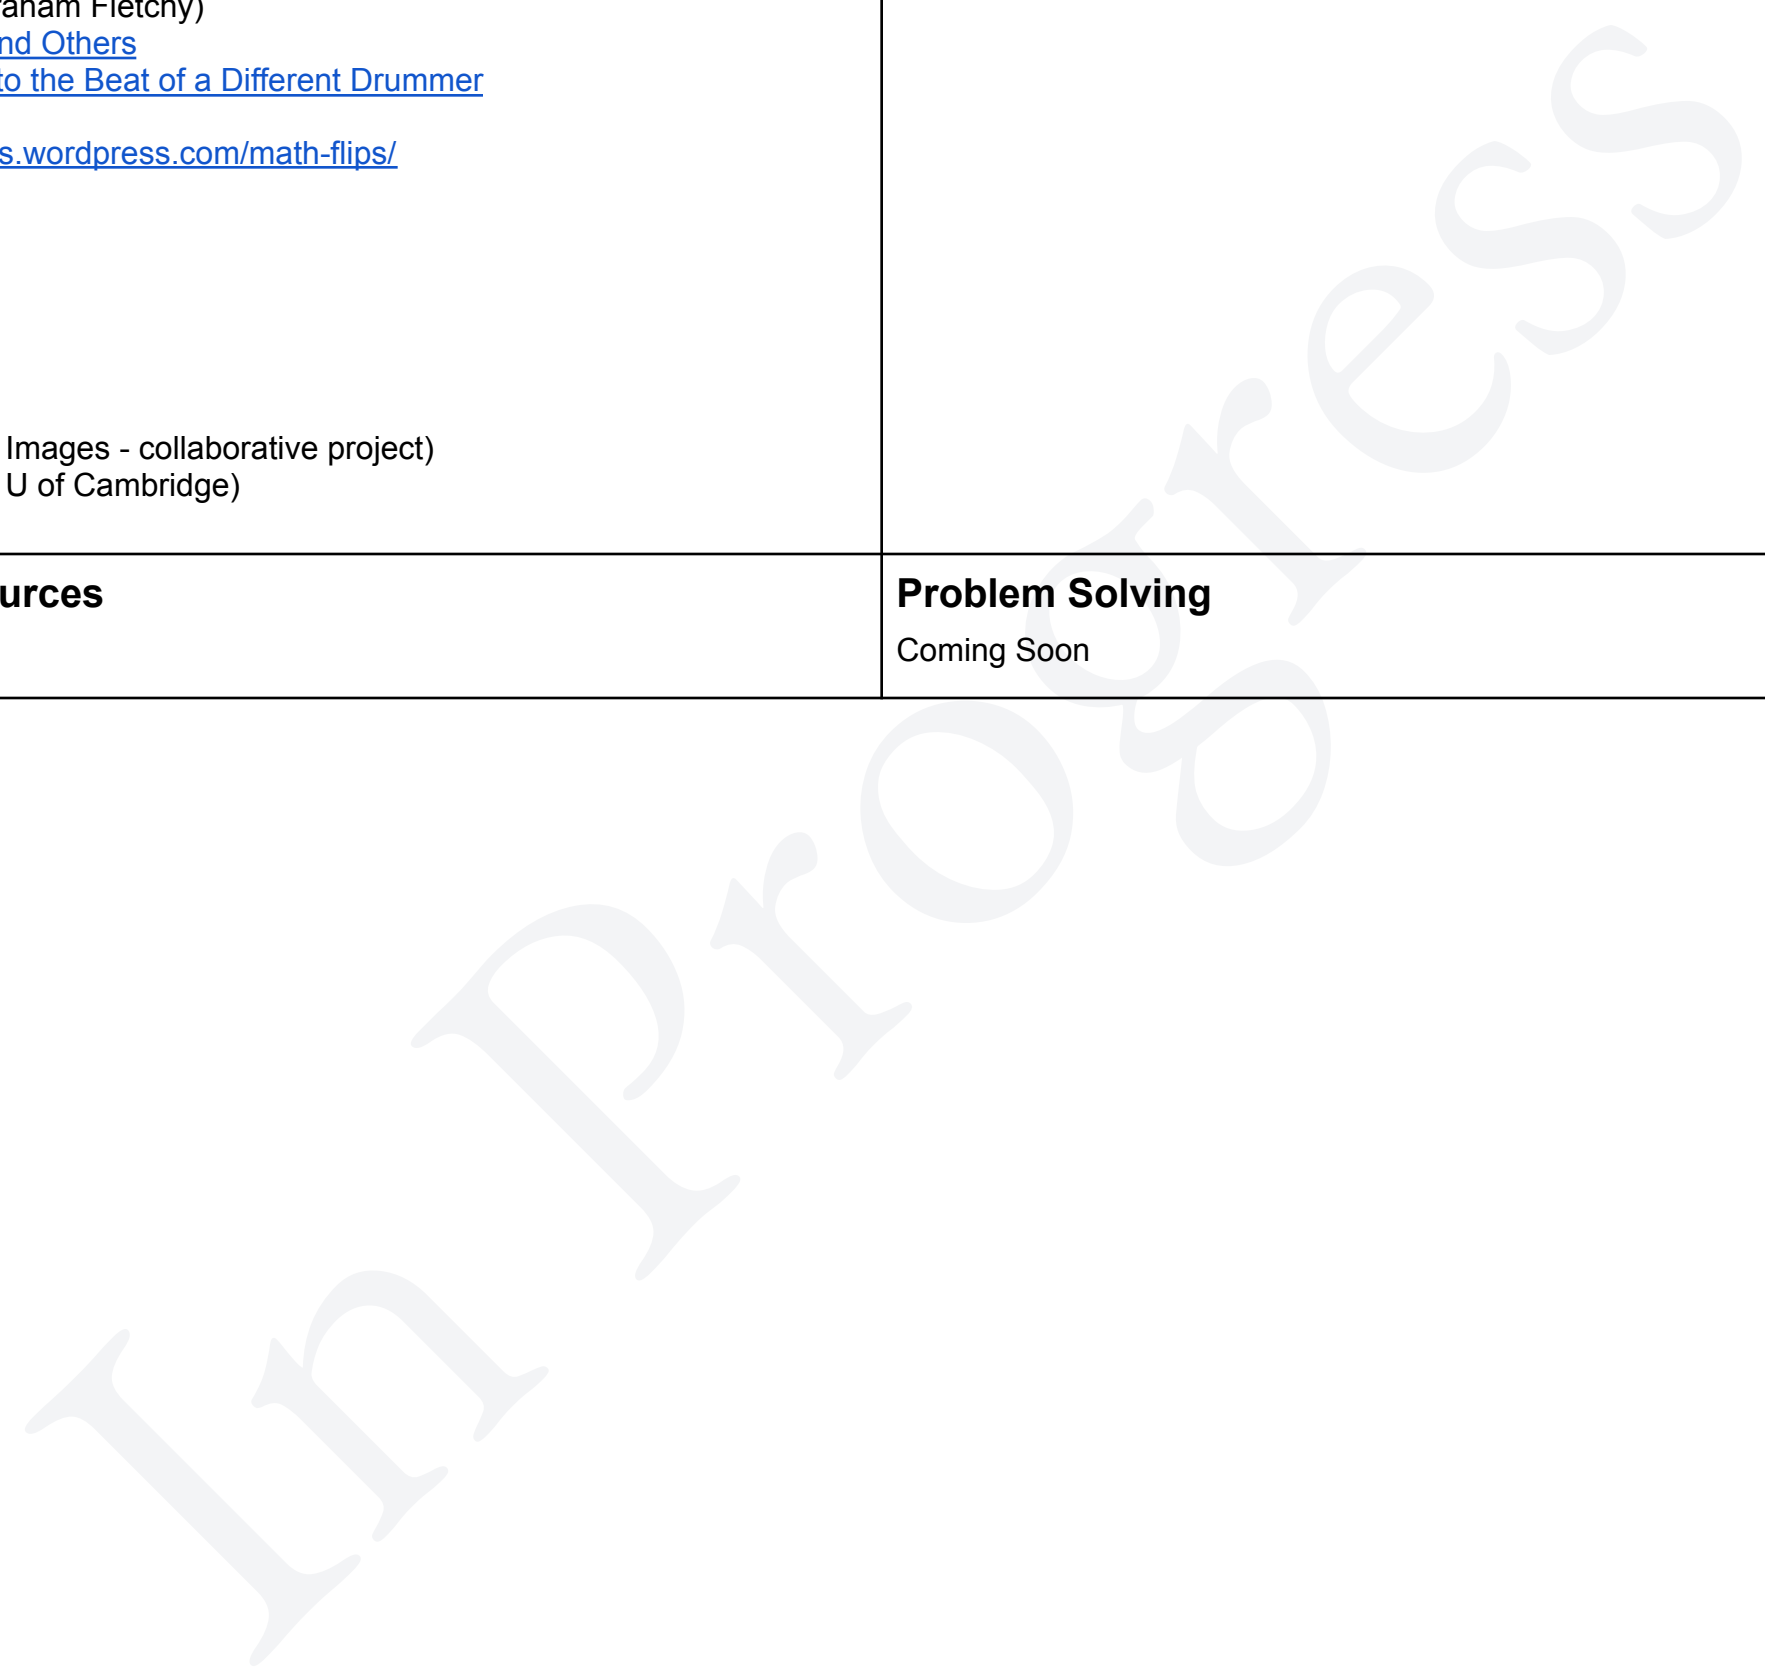 Fletchy)
nd Others
to the Beat of a Different Drummer
s.wordpress.com/math-flips/
Images - collaborative project)
U of Cambridge)
urces
Problem Solving
Coming Soon
In Progress